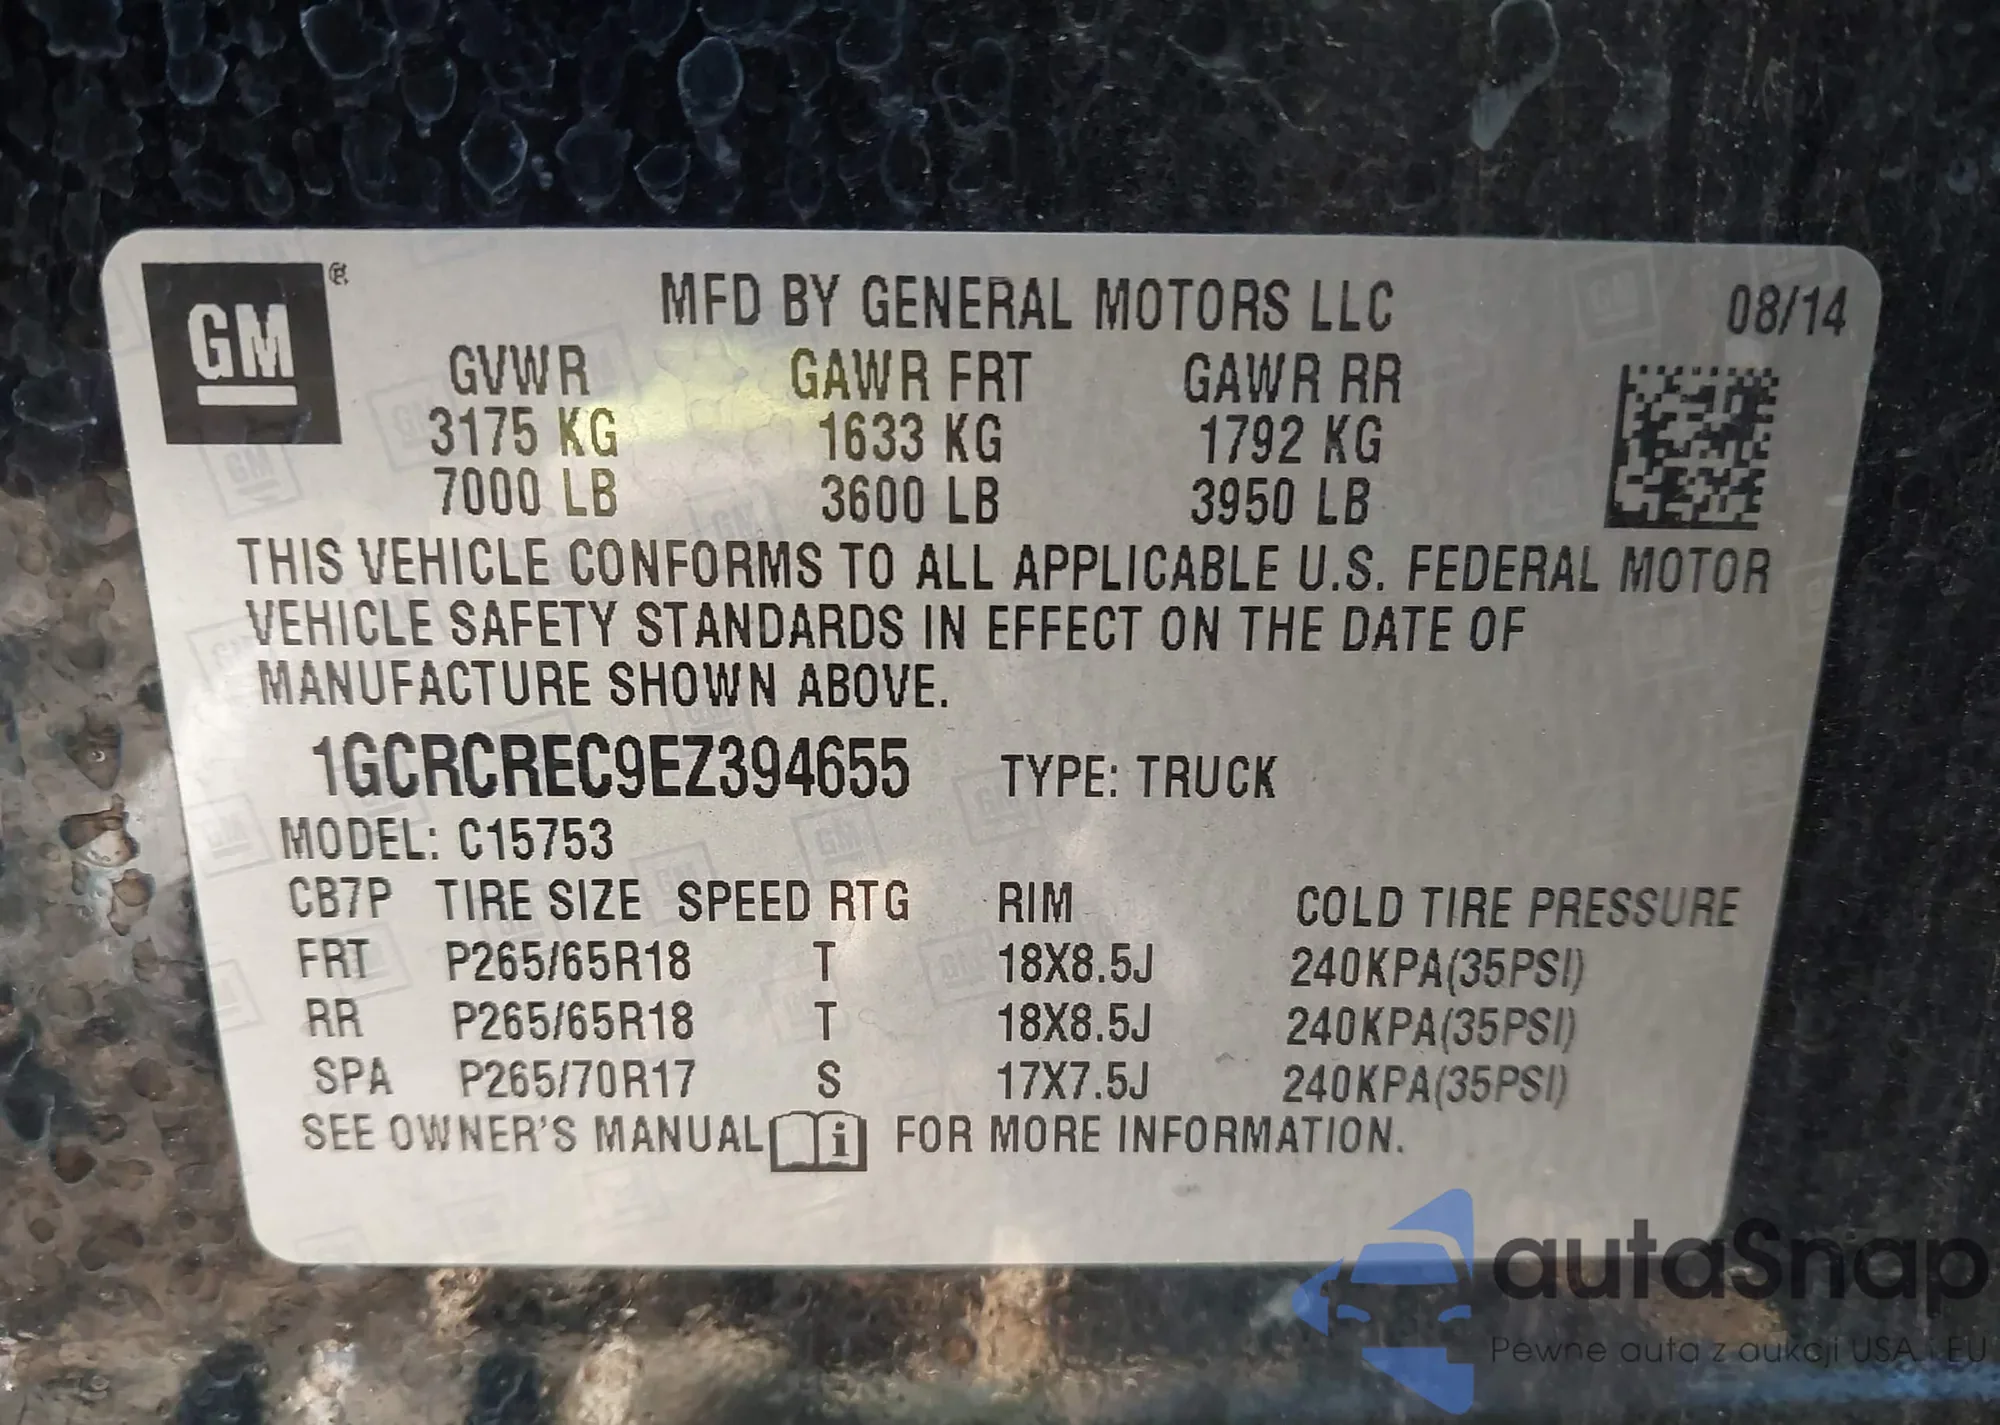 GM ®
MFD BY GENERAL MOTORS LLC 08/14
GVWR GAWR FRT GAWR RR
3175 KG 1633 KG 1792 KG
7000 LB 3600 LB 3950 LB
THIS VEHICLE CONFORMS TO ALL APPLICABLE U.S. FEDERAL MOTOR
VEHICLE SAFETY STANDARDS IN EFFECT ON THE DATE OF
MANUFACTURE SHOWN ABOVE.
1GCRCREC9EZ394655 TYPE: TRUCK
MODEL: C15753
CB7P TIRE SIZE SPEED RTG RIM COLD TIRE PRESSURE
FRT P265/65R18 T 18X8.5J 240KPA(35PSI)
RR P265/65R18 T 18X8.5J 240KPA(35PSI)
SPA P265/70R17 S 17X7.5J 240KPA(35PSI)
SEE OWNER'S MANUAL i FOR MORE INFORMATION.
autaSnap
Pewne auta z aukcji USA i EU